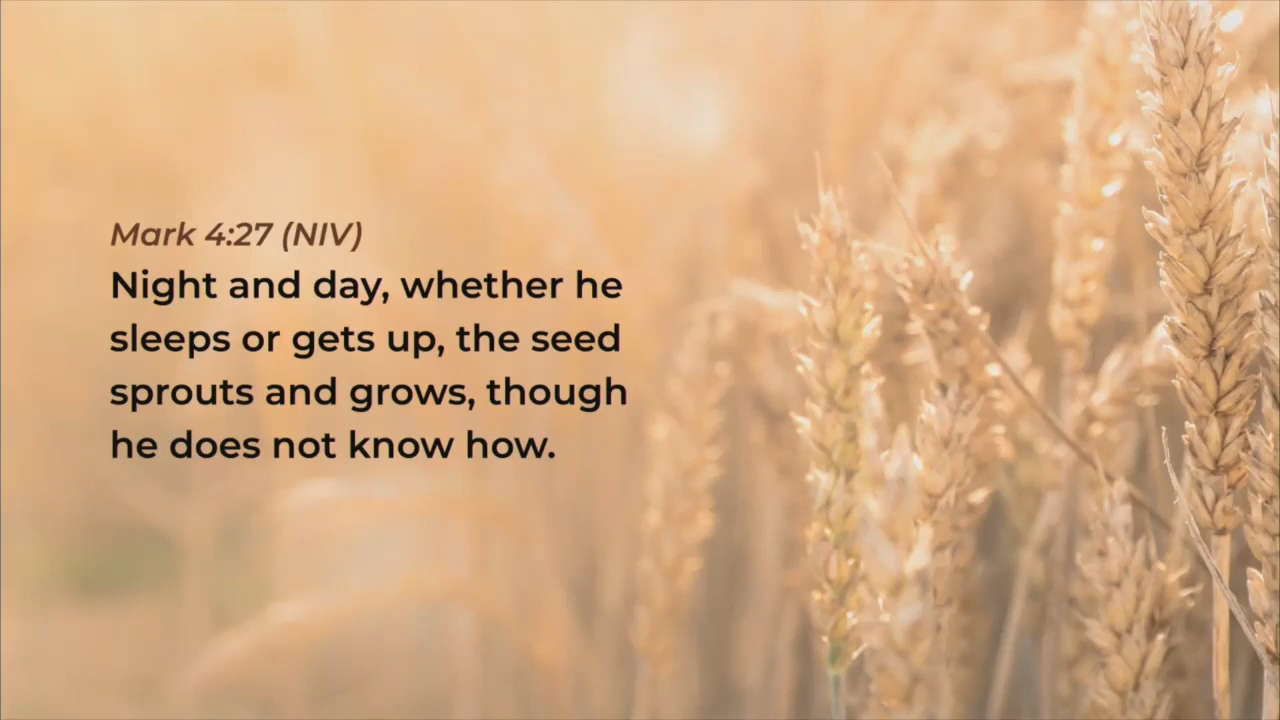 Mark 4:27 (NIV)
Night and day, whether he
sleeps or gets up, the seed
sprouts and grows, though
he does not know how.